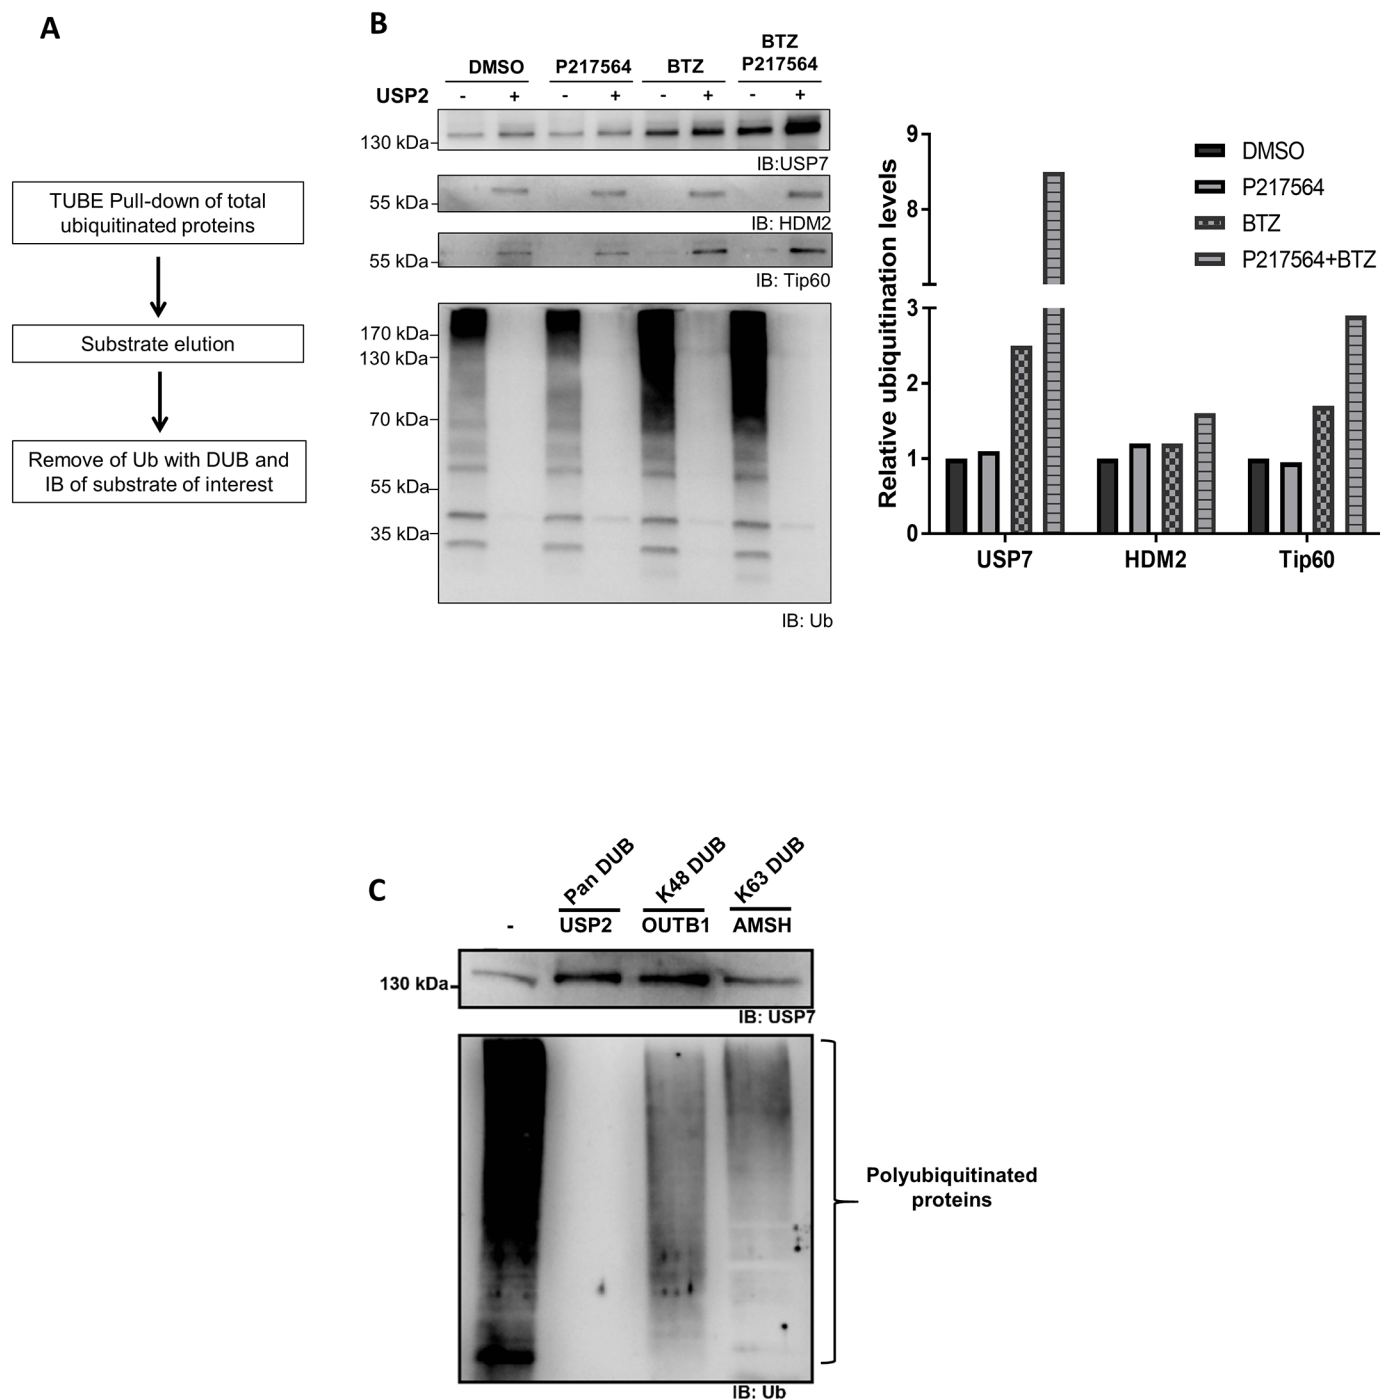 A
TUBE Pull-down of total
ubiquitinated proteins
Substrate elution
Remove of Ub with DUB and
IB of substrate of interest
B
DMSO P217564 BTZ BTZ
P217564
USP2 - + - + - + - +
130 kDa
IB:USP7
55 kDa
IB: HDM2
55 kDa
IB: Tip60
170 kDa
130 kDa
70 kDa
55 kDa
35 kDa
IB: Ub
Relative ubiquitination levels
9
8
3
2
1
0
USP7 HDM2 Tip60
DMSO
P217564
BTZ
P217564+BTZ
C
Pan DUB K48 DUB K63 DUB
- USP2 OUTB1 AMSH
130 kDa
IB: USP7
Polyubiquitinated
proteins
IB: Ub